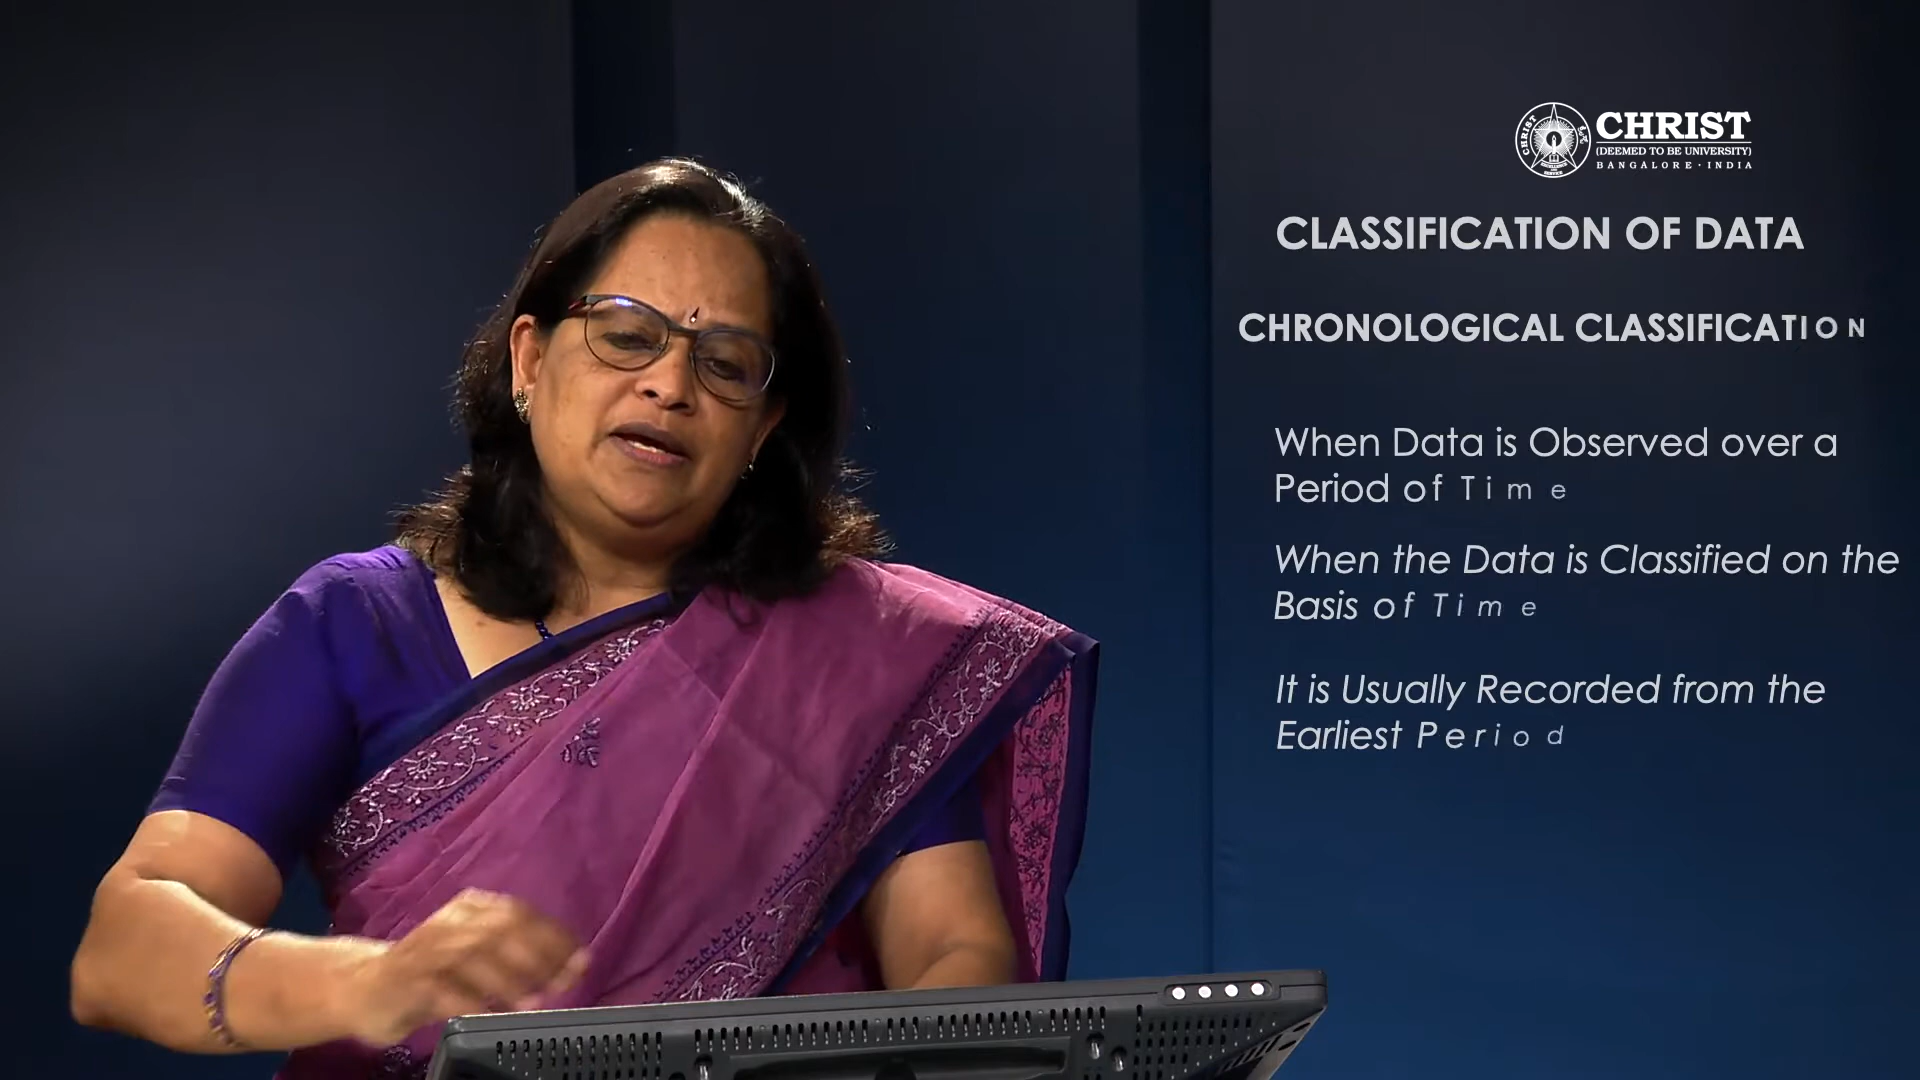 CHRIST
(DEEMED TO BE UNIVERSITY)
BANGALORE · INDIA
CLASSIFICATION OF DATA
CHRONOLOGICAL CLASSIFICATION
When Data is Observed over a
Period of Time
When the Data is Classified on the
Basis of Time
It is Usually Recorded from the
Earliest Period